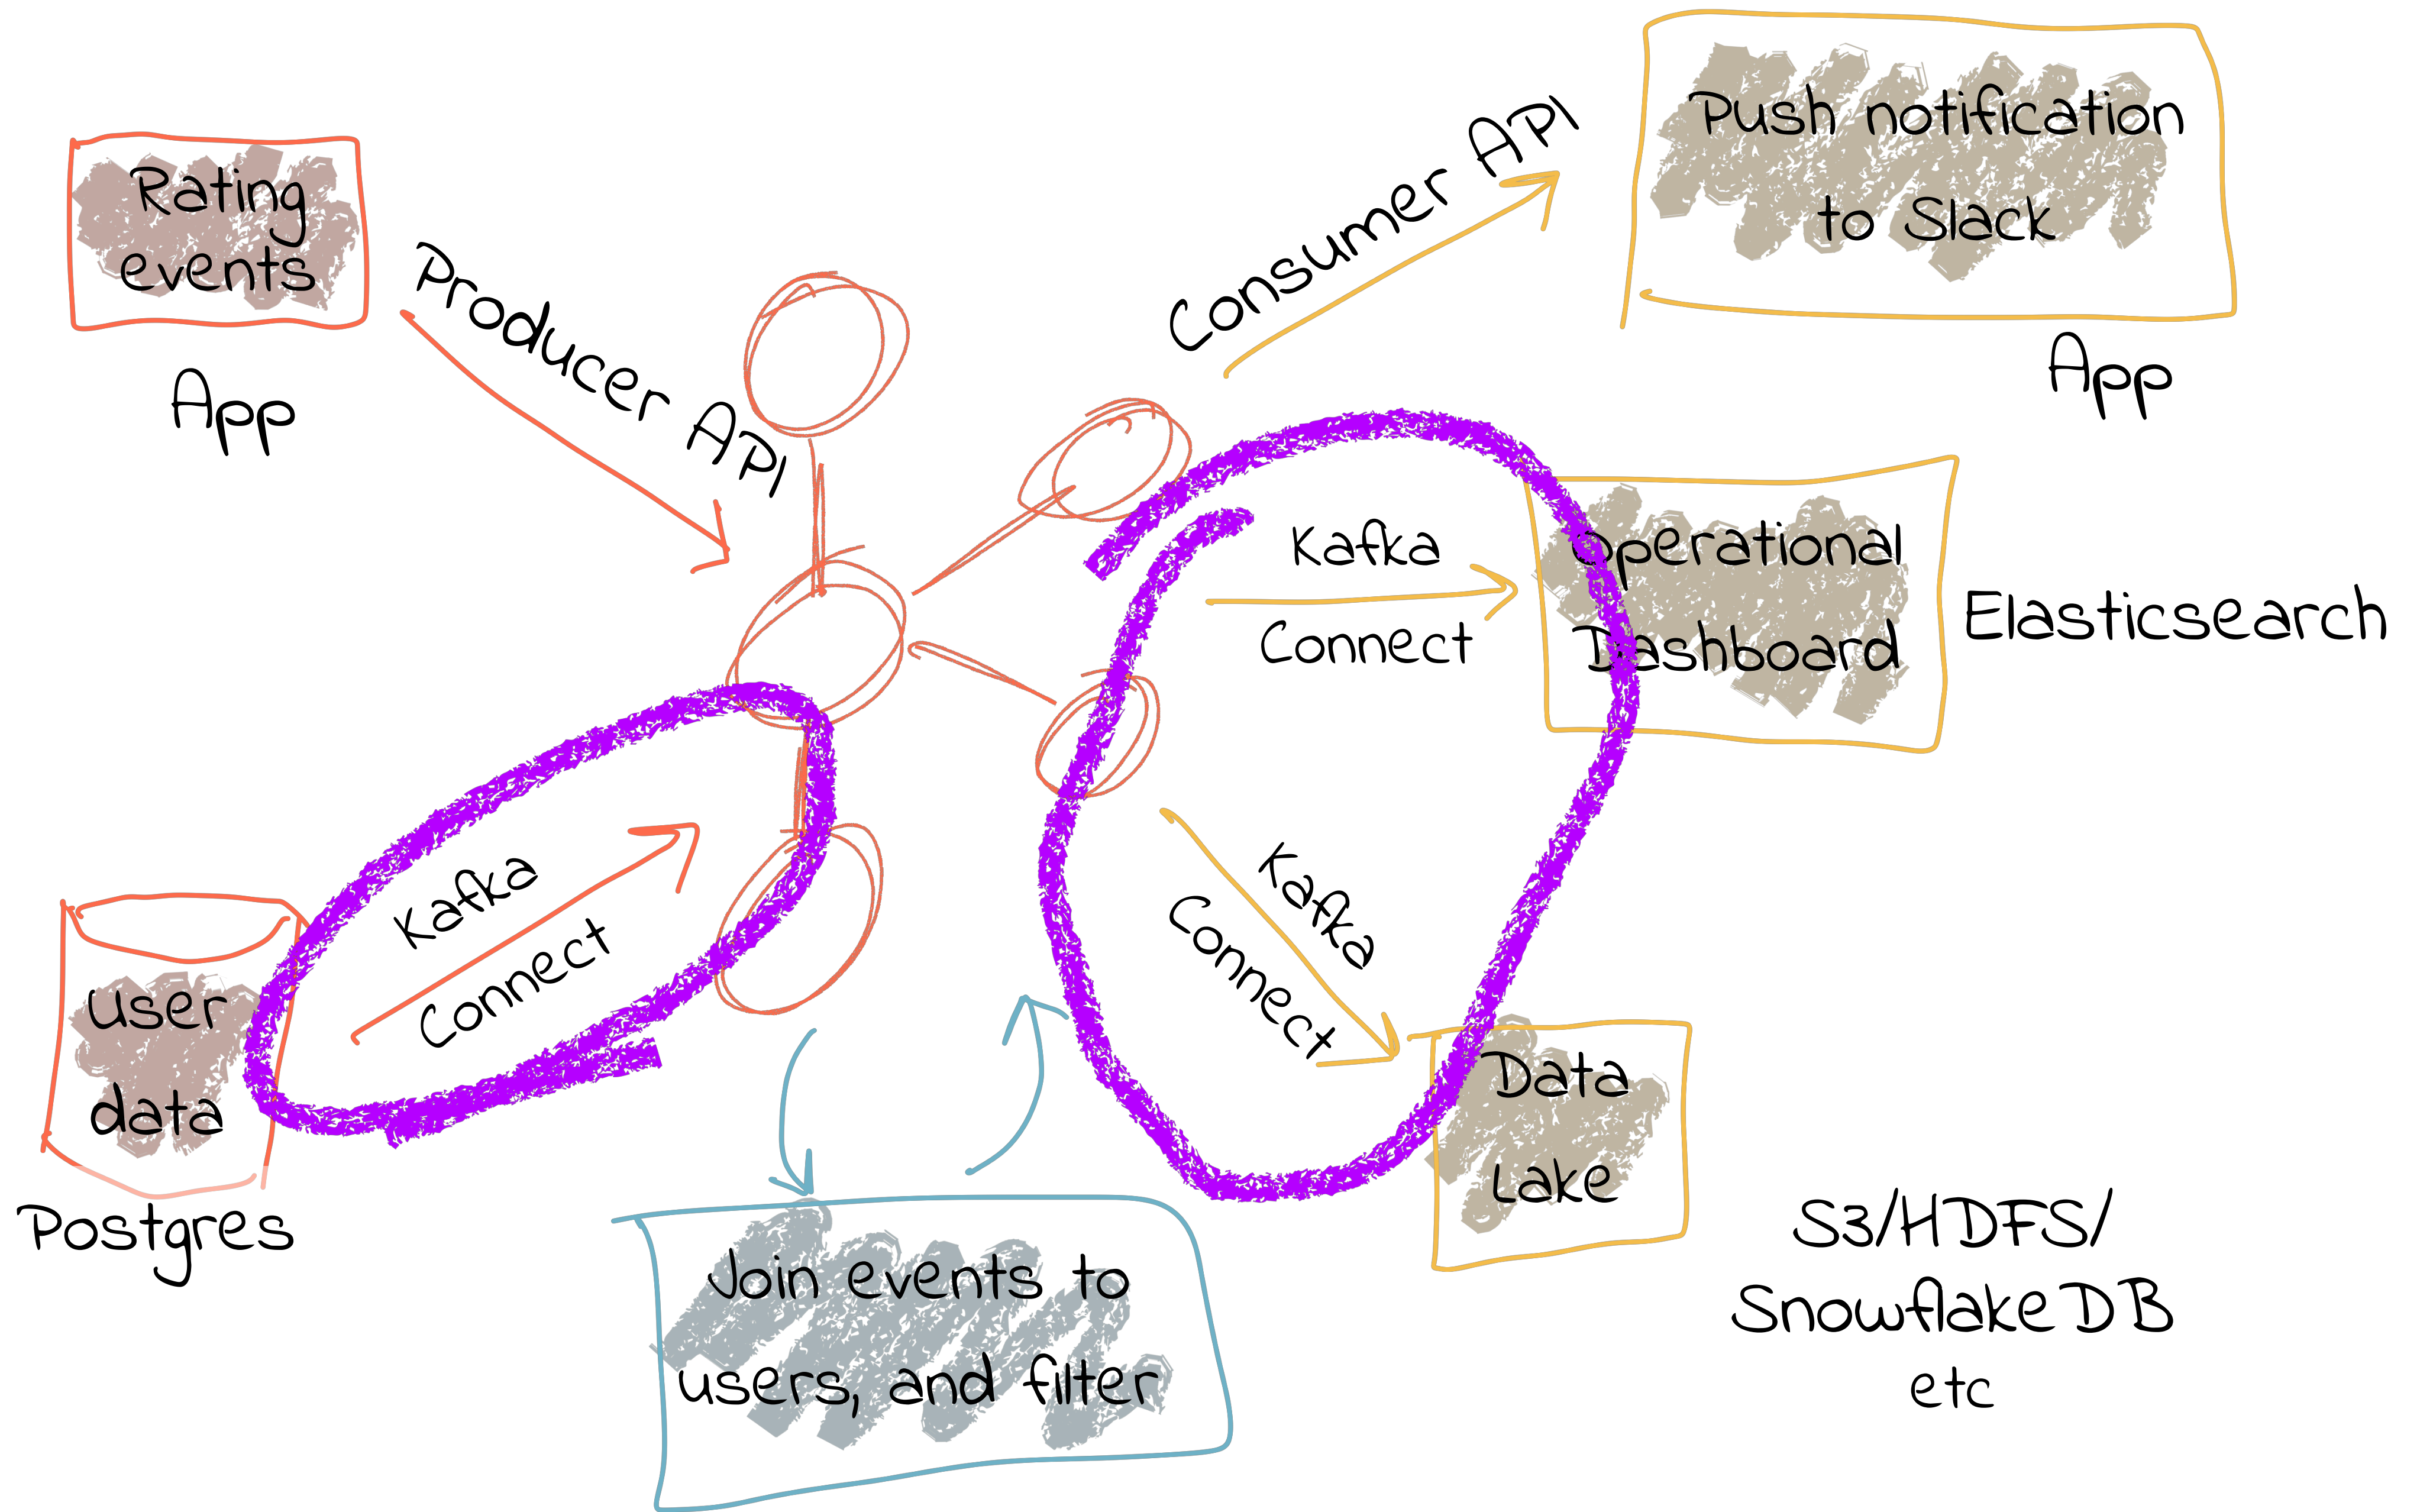 Rating
events
App
Producer API
Consumer API
Push notification
to Slack
App
Kafka
Connect
Operational
Dashboard
Elasticsearch
Kafka
Connect
user
data
Postgres
Kafka
Connect
Data
Lake
S3/HDFS/
SnowflakeDB
etc
Join events to
users, and filter